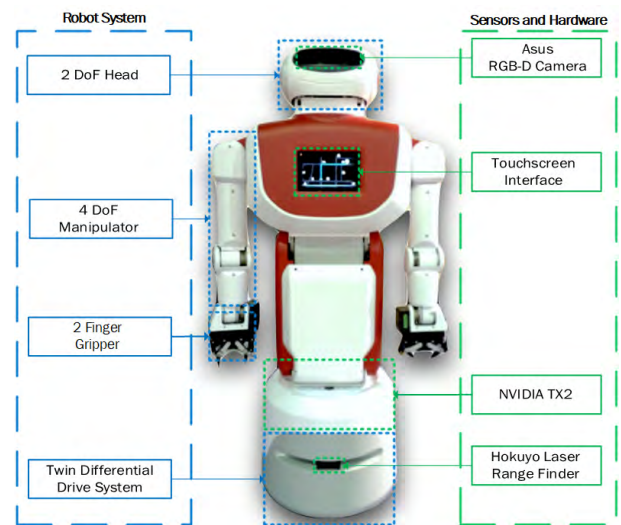 Robot System
2 DoF Head
4 DoF
Manipulator
2 Finger
Gripper
Twin Differential
Drive System
Sensors and Hardware
Asus
RGB-D Camera
Touchscreen
Interface
NVIDIA TX2
Hokuyo Laser
Range Finder